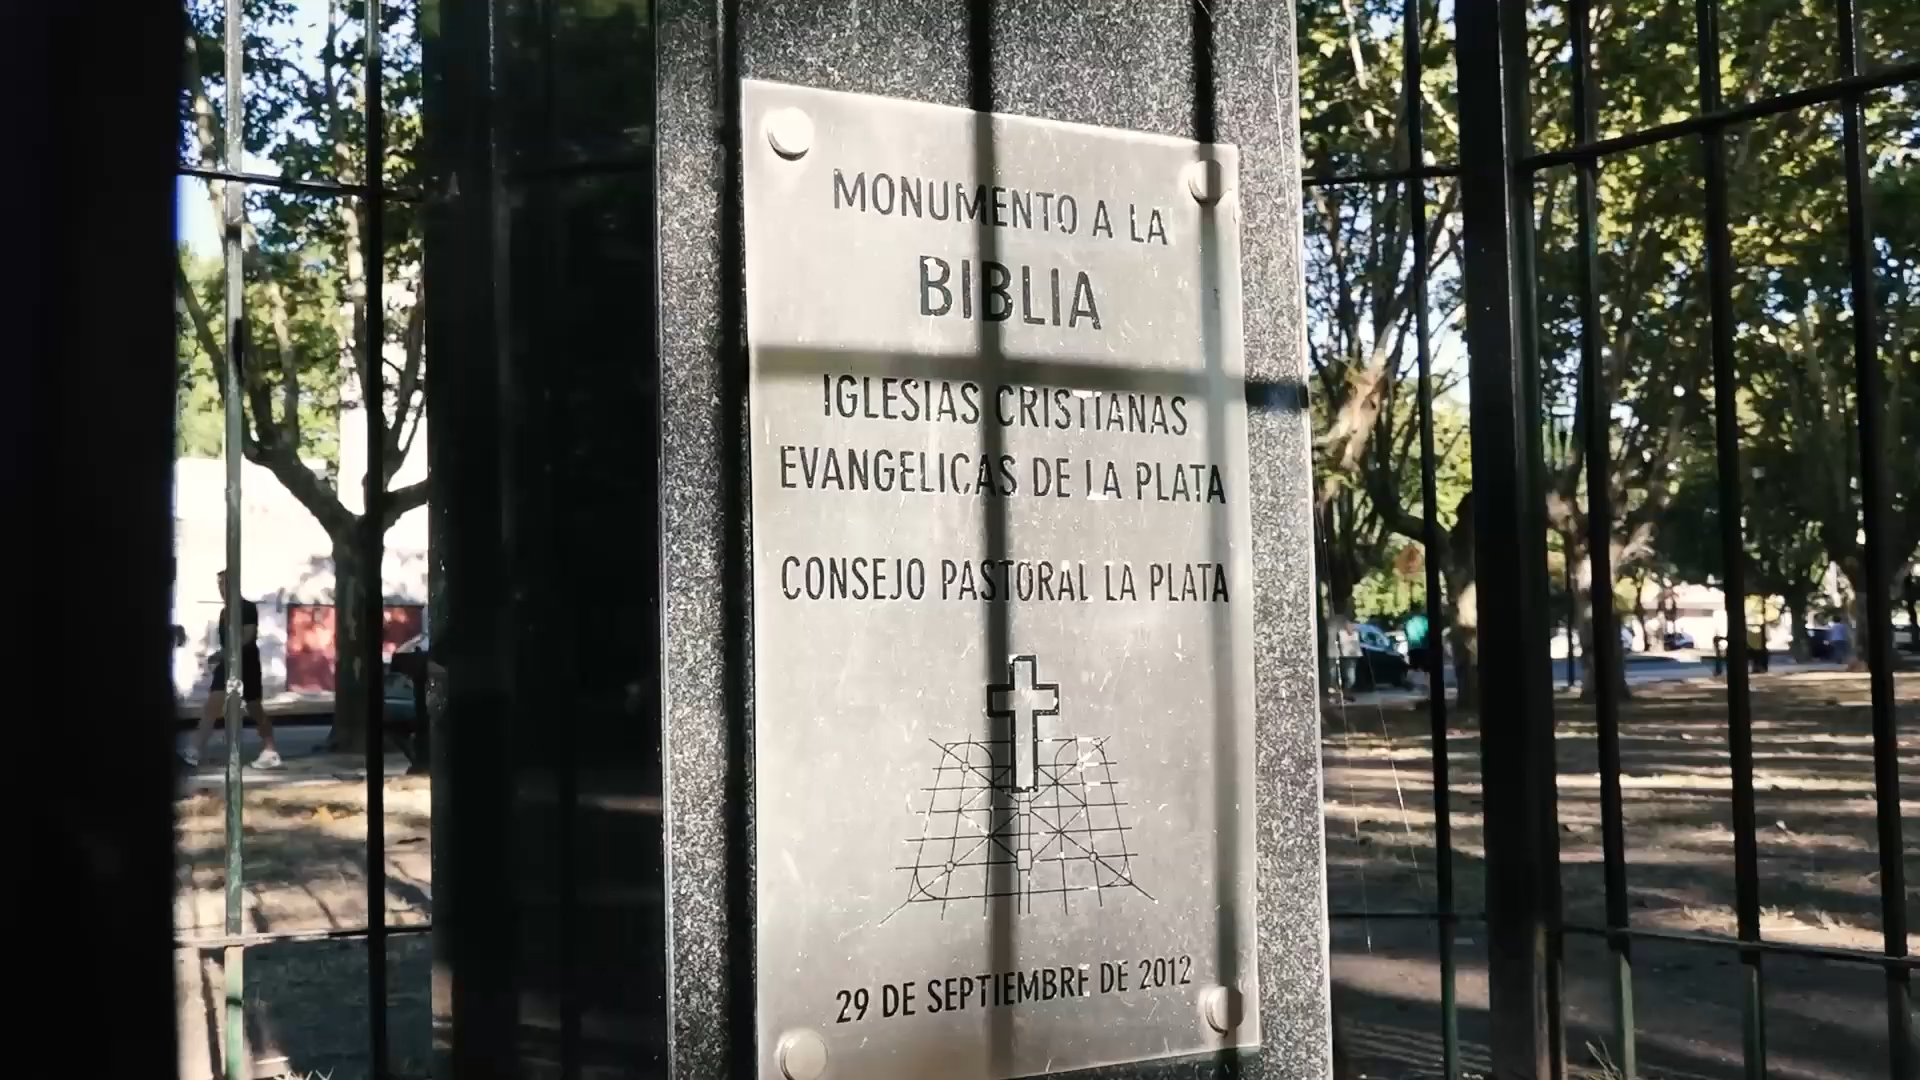 MONUMENTO A LA
BIBLIA
IGLESIAS CRISTIANAS
EVANGELICAS DE LA PLATA
CONSEJO PASTORAL LA PLATA
29 DE SEPTIEMBRE DE 2012